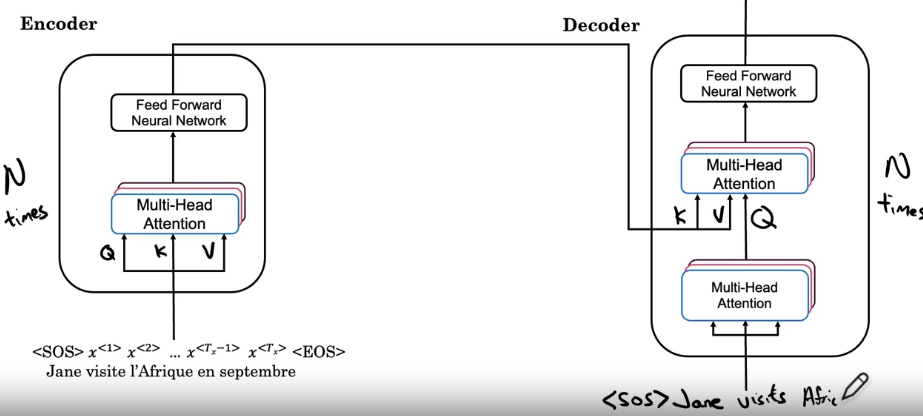 Encoder
Feed Forward
Neural Network
Multi-Head
Attention
Q K V
N
times
<SOS> x<1> x<2> ... x<Tx−1> x<Tx> <EOS>
Jane visite l'Afrique en septembre
Decoder
Feed Forward
Neural Network
Multi-Head
Attention
K V Q
N
times
Multi-Head
Attention
<SOS> Jane visits Afric